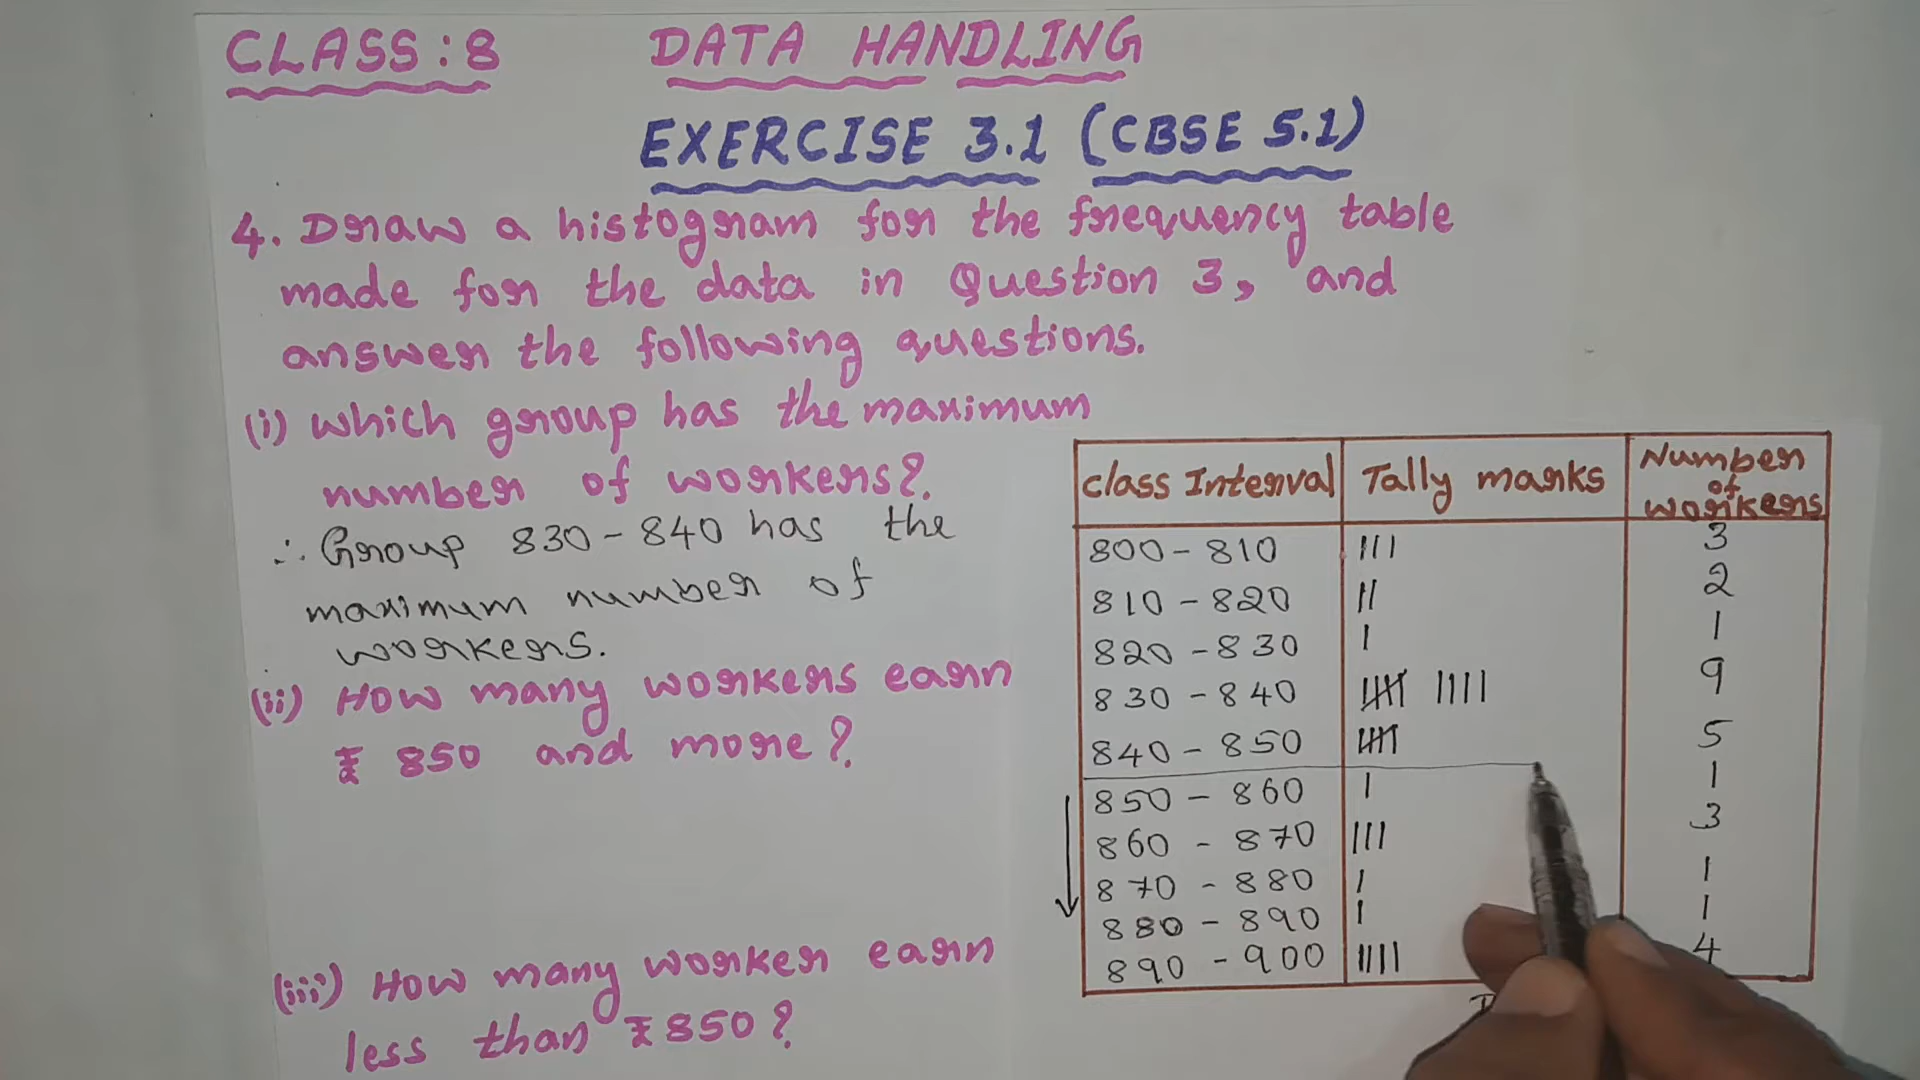 CLASS:8 DATA HANDLING
EXERCISE 3.1 (CBSE 5.1)
4. Draw a histogram for the frequency table
made for the data in Question 3, and
answer the following questions.
(i) which group has the maximum
number of workers?.
∴ Group 830-840 has the
maximum number of
workers.
(ii) How many workers earn
₹ 850 and more?
(iii) How many worker earn
less than ₹850?
class Interval Tally marks Number of workers
800-810 ||| 3
810-820 || 2
820-830 | 1
830-840 |||| |||| 9
840-850 |||| 5
850-860 | 1
860-870 ||| 3
870-880 | 1
880-890 | 1
890-900 |||| 4